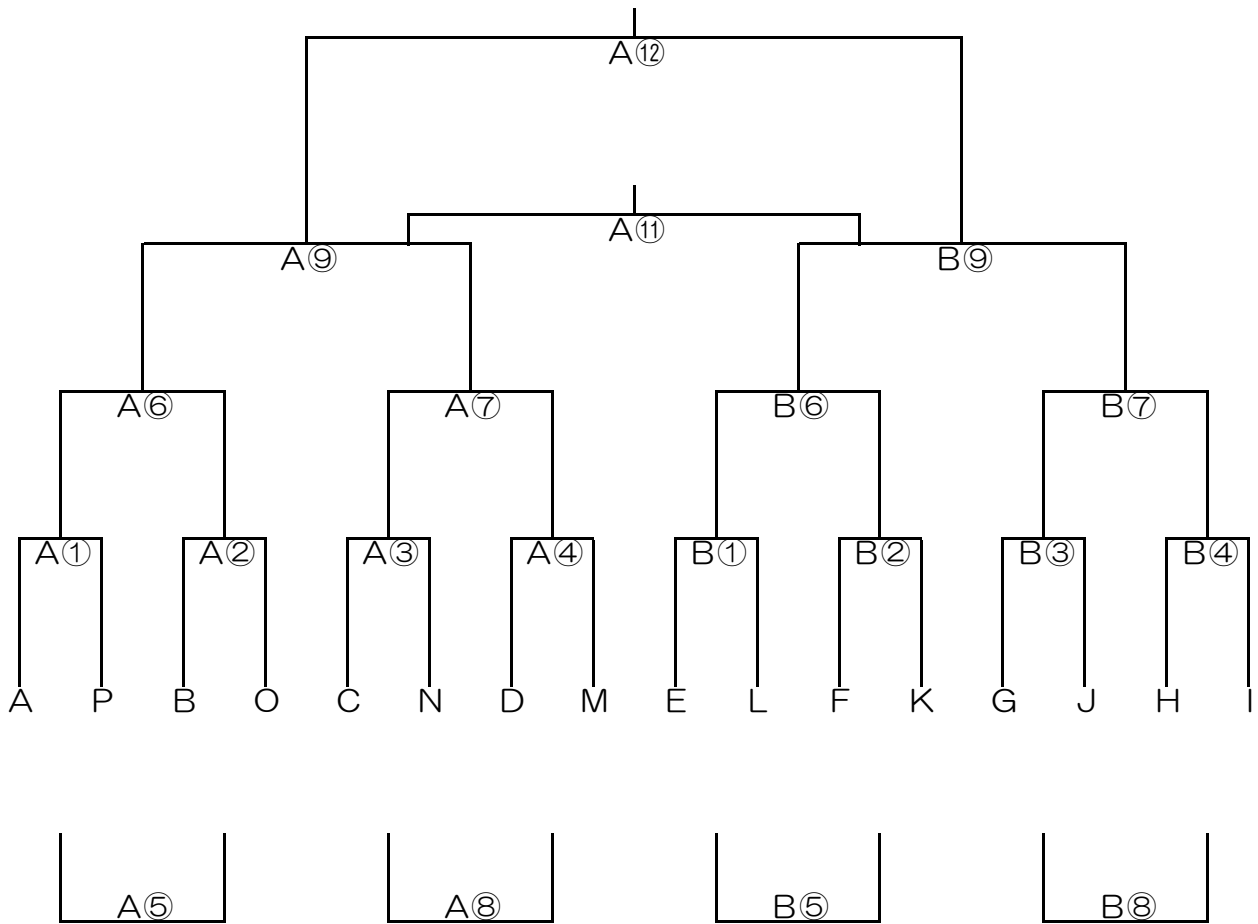 A⑫
A⑪
A⑨ B⑨
A⑥ A⑦ B⑥ B⑦
A① A② A③ A④ B① B② B③ B④
A P B O C N D M E L F K G J H I
A⑤ A⑧ B⑤ B⑧